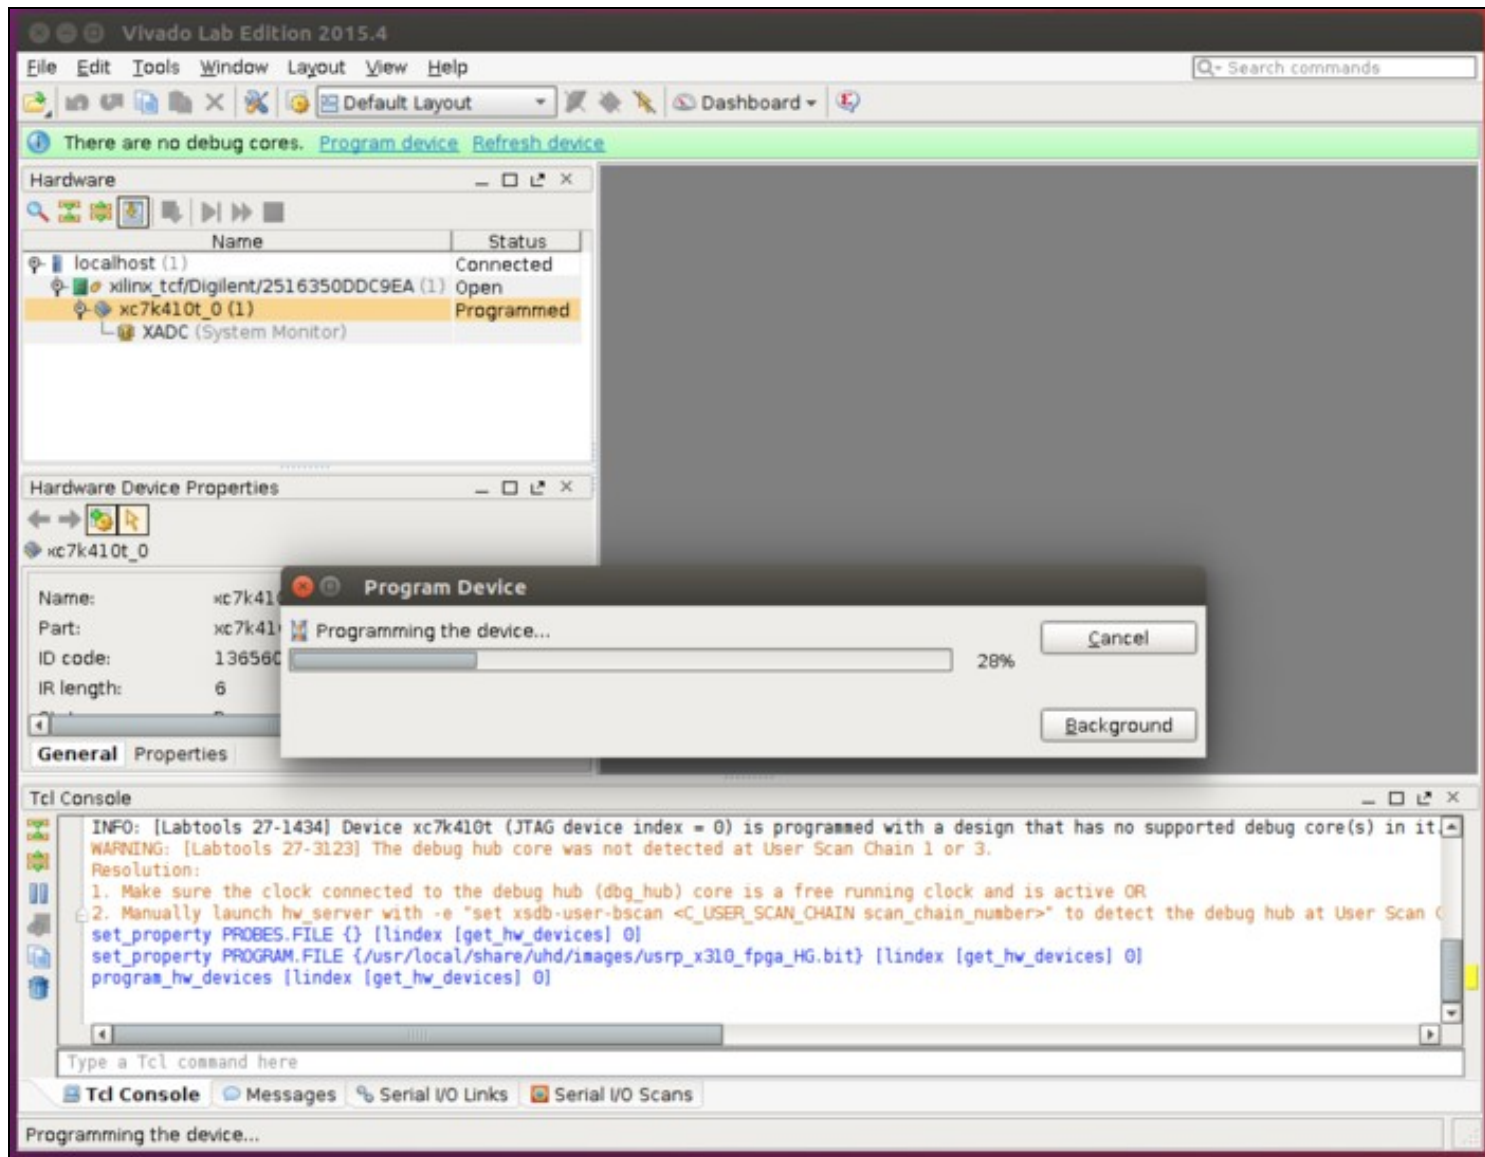 Vivado Lab Edition 2015.4
File Edit Tools Window Layout View Help
Search commands
Default Layout
Dashboard
There are no debug cores. Program device Refresh device
Hardware
Name Status
localhost (1) Connected
xilinx_tcf/Digilent/2516350DDC9EA (1) Open
xc7k410t_0 (1) Programmed
XADC (System Monitor)
Hardware Device Properties
xc7k410t_0
Name: xc7k41
Part: xc7k41
ID code: 13656
IR length: 6
General Properties
Program Device
Programming the device...
28%
Cancel
Background
Tcl Console
INFO: [Labtools 27-1434] Device xc7k410t (JTAG device index = 0) is programmed with a design that has no supported debug core(s) in it.
WARNING: [Labtools 27-3123] The debug hub core was not detected at User Scan Chain 1 or 3.
Resolution:
1. Make sure the clock connected to the debug hub (dbg_hub) core is a free running clock and is active OR
2. Manually launch hw_server with -e "set xsdb-user-bscan <C_USER_SCAN_CHAIN scan_chain_number>" to detect the debug hub at User Scan
set_property PROBES.FILE {} [lindex [get_hw_devices] 0]
set_property PROGRAM.FILE {/usr/local/share/uhd/images/usrp_x310_fpga_HG.bit} [lindex [get_hw_devices] 0]
program_hw_devices [lindex [get_hw_devices] 0]
Type a Tcl command here
Tcl Console Messages Serial I/O Links Serial I/O Scans
Programming the device...